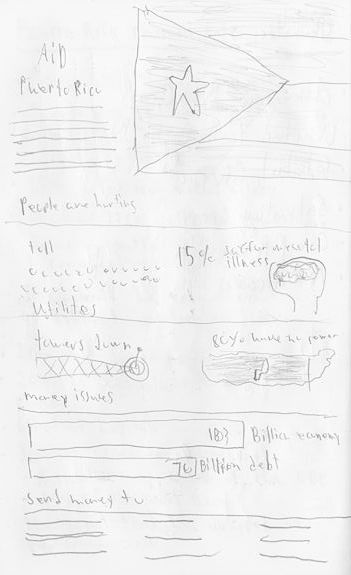 AiD
Puerto Rico
People are hurting
toll
15% suffer mental
illness
Utilites
towers down
80% have no power
money issues
103 Billion economy
70 Billion debt
Send money to